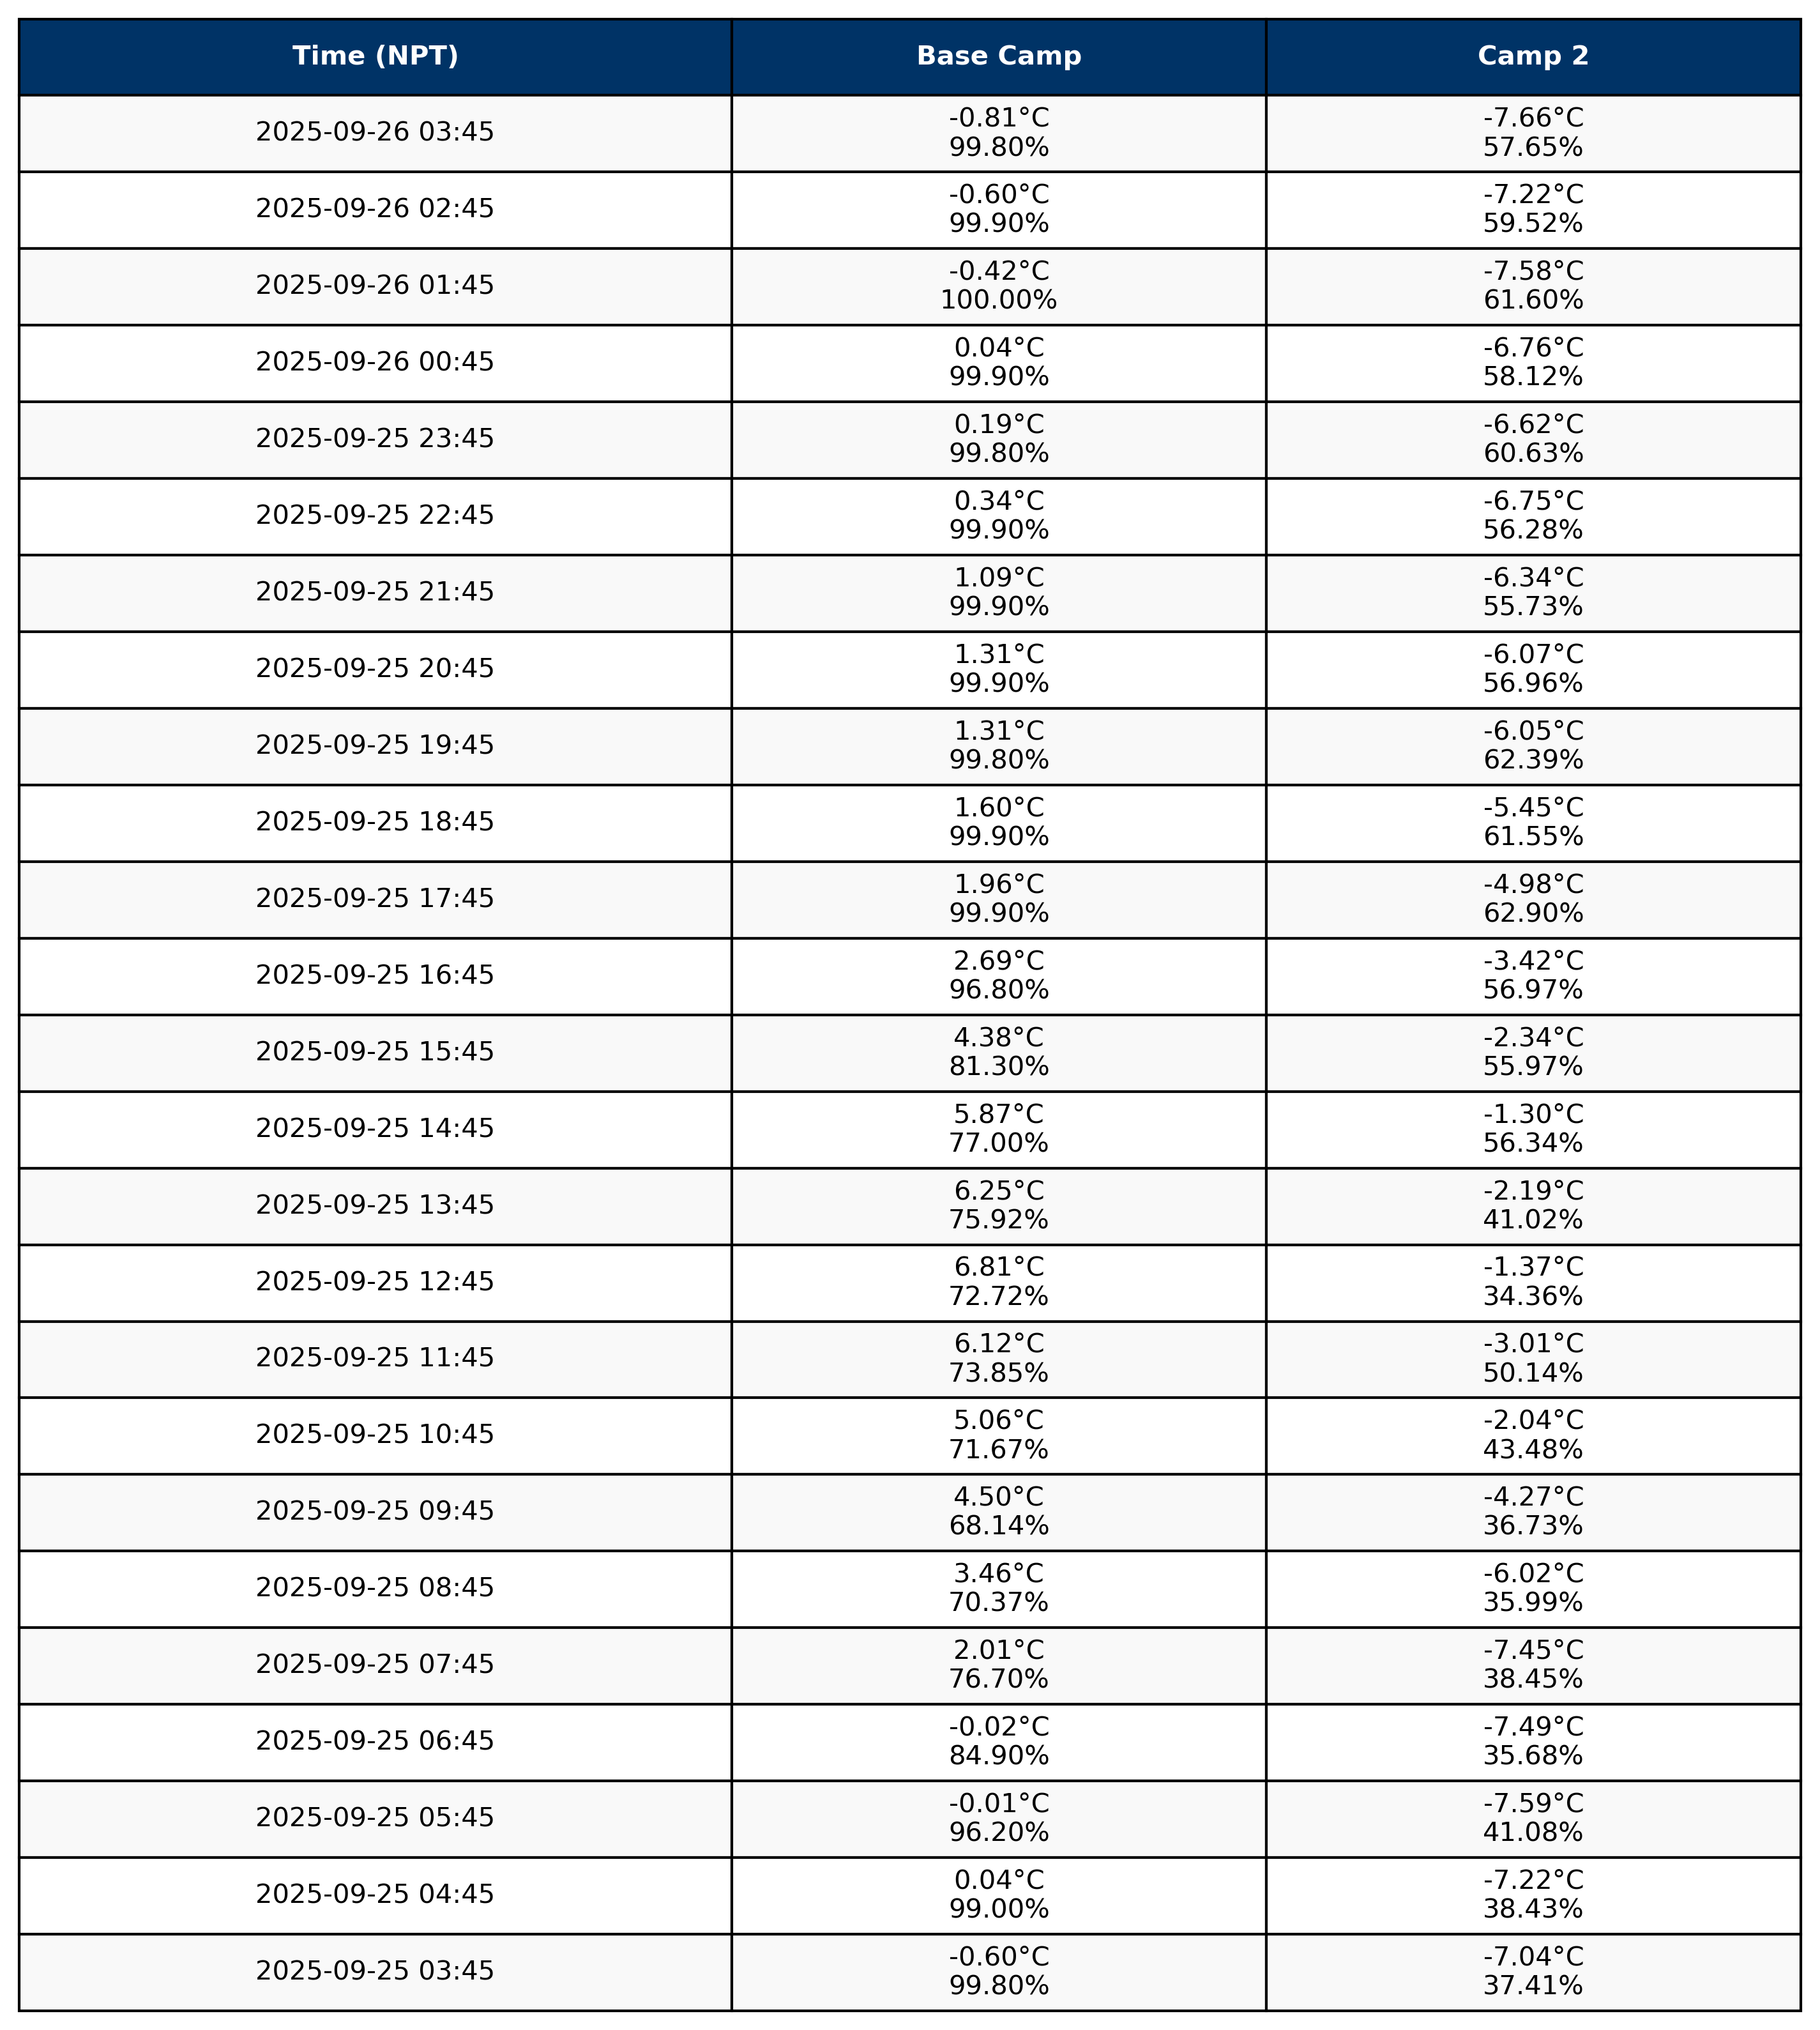 Time (NPT) Base Camp Camp 2
2025-09-26 03:45 -0.81°C -7.66°C
99.80% 57.65%
2025-09-26 02:45 -0.60°C -7.22°C
99.90% 59.52%
2025-09-26 01:45 -0.42°C -7.58°C
100.00% 61.60%
2025-09-26 00:45 0.04°C -6.76°C
99.90% 58.12%
2025-09-25 23:45 0.19°C -6.62°C
99.80% 60.63%
2025-09-25 22:45 0.34°C -6.75°C
99.90% 56.28%
2025-09-25 21:45 1.09°C -6.34°C
99.90% 55.73%
2025-09-25 20:45 1.31°C -6.07°C
99.90% 56.96%
2025-09-25 19:45 1.31°C -6.05°C
99.80% 62.39%
2025-09-25 18:45 1.60°C -5.45°C
99.90% 61.55%
2025-09-25 17:45 1.96°C -4.98°C
99.90% 62.90%
2025-09-25 16:45 2.69°C -3.42°C
96.80% 56.97%
2025-09-25 15:45 4.38°C -2.34°C
81.30% 55.97%
2025-09-25 14:45 5.87°C -1.30°C
77.00% 56.34%
2025-09-25 13:45 6.25°C -2.19°C
75.92% 41.02%
2025-09-25 12:45 6.81°C -1.37°C
72.72% 34.36%
2025-09-25 11:45 6.12°C -3.01°C
73.85% 50.14%
2025-09-25 10:45 5.06°C -2.04°C
71.67% 43.48%
2025-09-25 09:45 4.50°C -4.27°C
68.14% 36.73%
2025-09-25 08:45 3.46°C -6.02°C
70.37% 35.99%
2025-09-25 07:45 2.01°C -7.45°C
76.70% 38.45%
2025-09-25 06:45 -0.02°C -7.49°C
84.90% 35.68%
2025-09-25 05:45 -0.01°C -7.59°C
96.20% 41.08%
2025-09-25 04:45 0.04°C -7.22°C
99.00% 38.43%
2025-09-25 03:45 -0.60°C -7.04°C
99.80% 37.41%